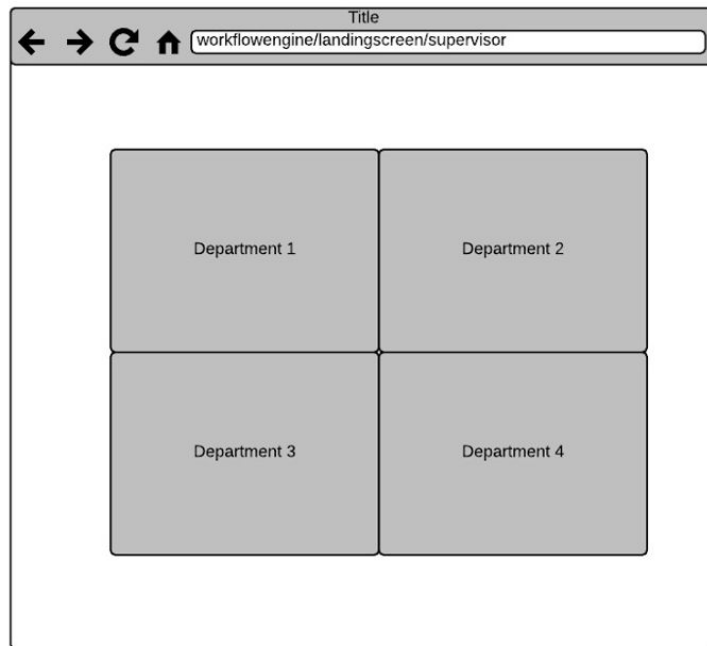 Title
workflowengine/landingscreen/supervisor
Department 1
Department 2
Department 3
Department 4